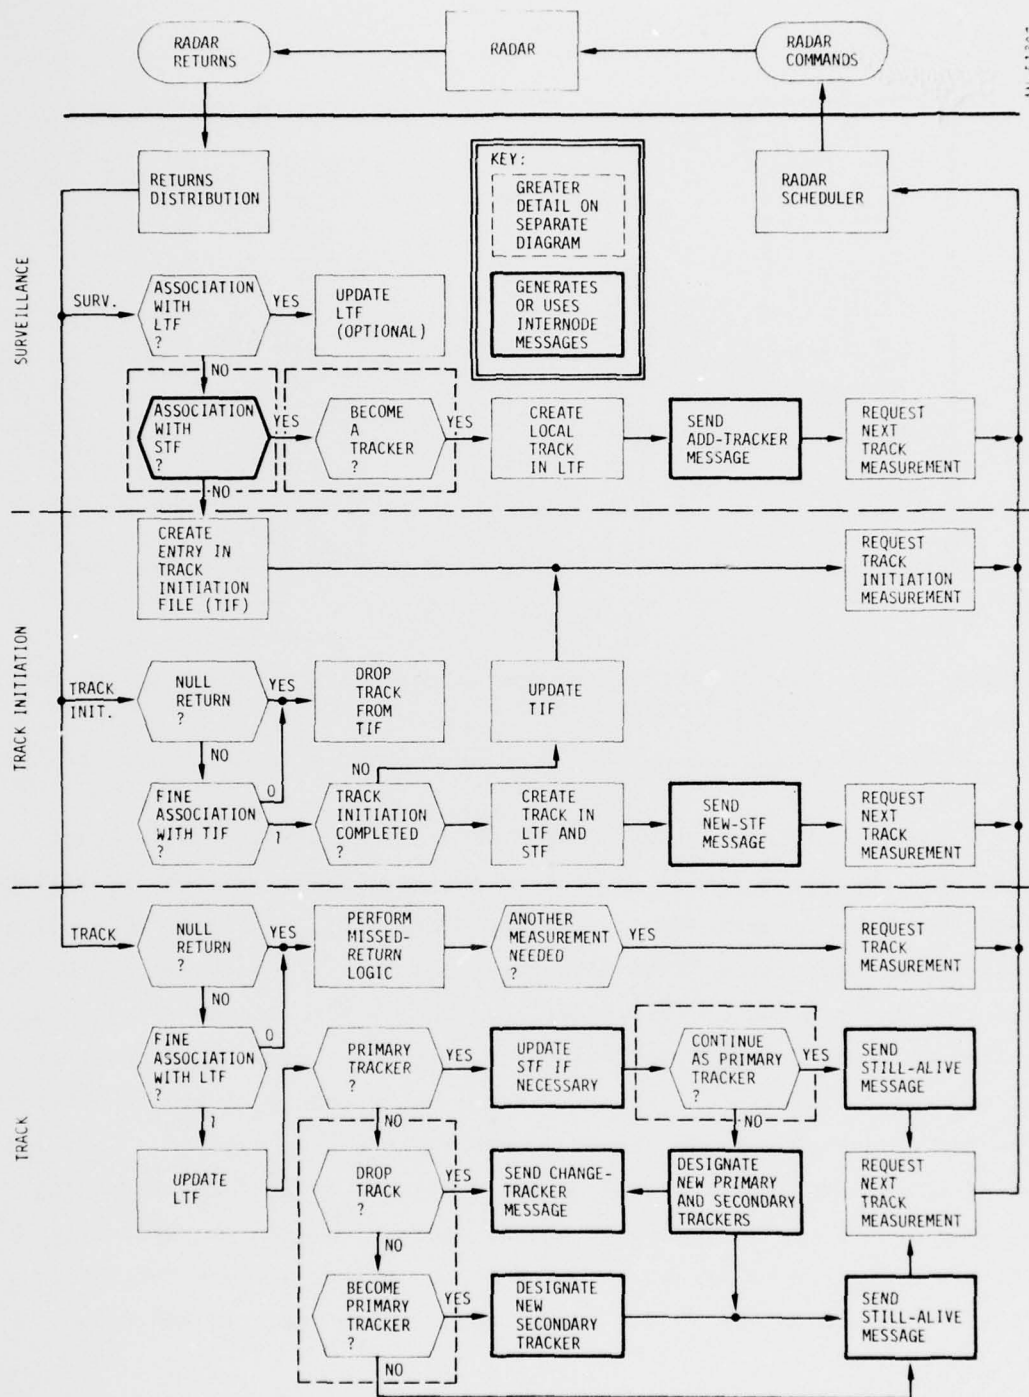 RADAR
RETURNS
RADAR
RADAR
COMMANDS
RETURNS
DISTRIBUTION
KEY:
GREATER
DETAIL ON
SEPARATE
DIAGRAM
GENERATES
OR USES
INTERNODE
MESSAGES
RADAR
SCHEDULER
SURVEILLANCE
SURV.
ASSOCIATION
WITH
LTF
?
YES
UPDATE
LTF
(OPTIONAL)
NO
ASSOCIATION
WITH
STF
?
YES
BECOME
A
TRACKER
?
YES
CREATE
LOCAL
TRACK
IN LTF
SEND
ADD-TRACKER
MESSAGE
REQUEST
NEXT
TRACK
MEASUREMENT
NO
TRACK INITIATION
CREATE
ENTRY IN
TRACK
INITIATION
FILE (TIF)
REQUEST
TRACK
INITIATION
MEASUREMENT
TRACK
INIT.
NULL
RETURN
?
YES
DROP
TRACK
FROM
TIF
UPDATE
TIF
NO
FINE
ASSOCIATION
WITH TIF
?
0
1
NO
TRACK
INITIATION
COMPLETED
?
CREATE
TRACK IN
LTF AND
STF
SEND
NEW-STF
MESSAGE
REQUEST
NEXT
TRACK
MEASUREMENT
TRACK
TRACK
NULL
RETURN
?
YES
PERFORM
MISSED-
RETURN
LOGIC
ANOTHER
MEASUREMENT
NEEDED
?
YES
REQUEST
TRACK
MEASUREMENT
NO
FINE
ASSOCIATION
WITH LTF
?
0
1
PRIMARY
TRACKER
?
YES
UPDATE
STF IF
NECESSARY
CONTINUE
AS PRIMARY
TRACKER
?
YES
SEND
STILL-ALIVE
MESSAGE
NO
NO
UPDATE
LTF
DROP
TRACK
?
YES
SEND CHANGE-
TRACKER
MESSAGE
DESIGNATE
NEW PRIMARY
AND SECONDARY
TRACKERS
REQUEST
NEXT
TRACK
MEASUREMENT
NO
BECOME
PRIMARY
TRACKER
?
YES
DESIGNATE
NEW
SECONDARY
TRACKER
SEND
STILL-ALIVE
MESSAGE
NO